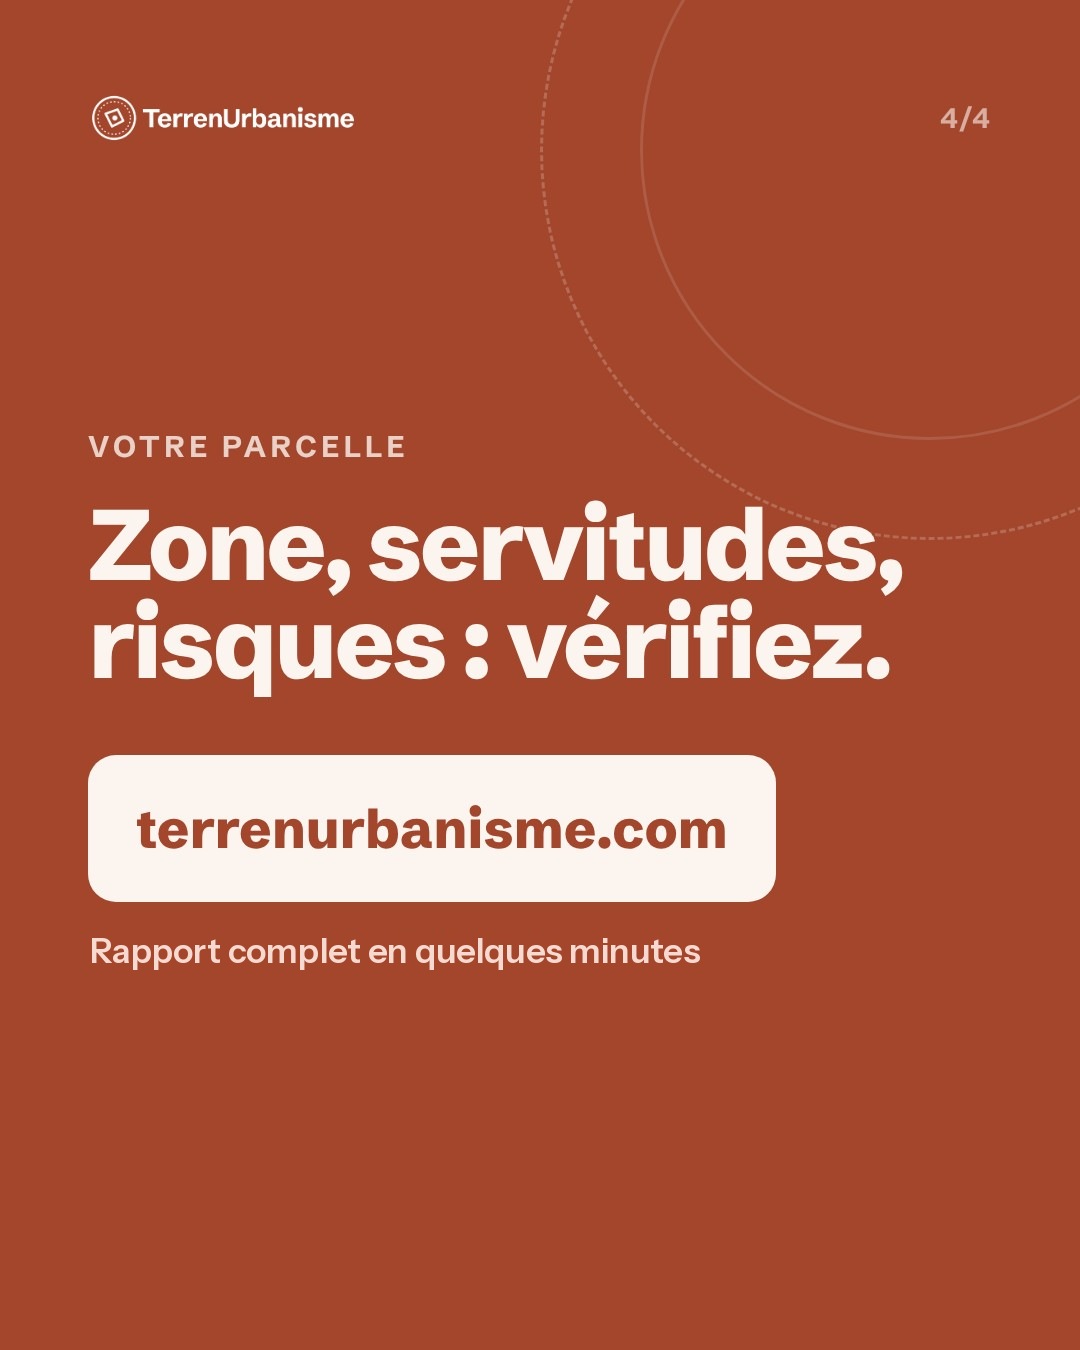 TerrenUrbanisme
4/4
VOTRE PARCELLE
Zone, servitudes,
risques : vérifiez.
terrenurbanisme.com
Rapport complet en quelques minutes